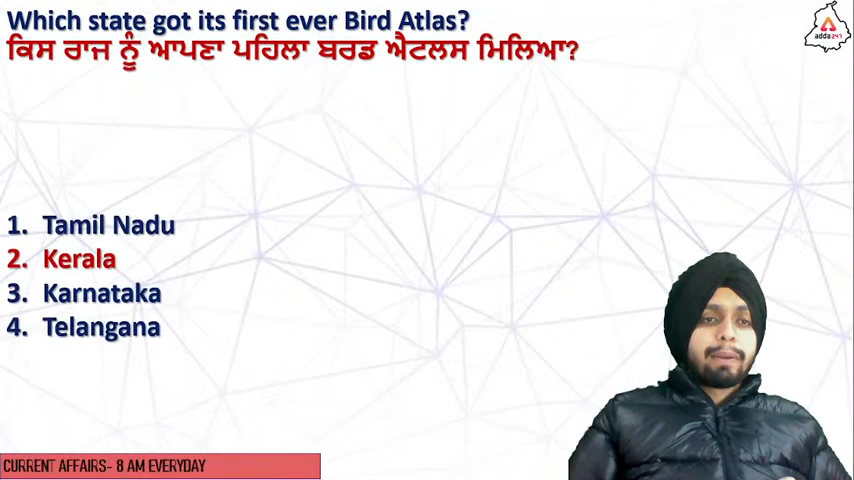 Which state got its first ever Bird Atlas?
ਕਿਸ ਰਾਜ ਨੂੰ ਆਪਣਾ ਪਹਿਲਾ ਬਰਡ ਐਟਲਸ ਮਿਲਿਆ?
adda247
1. Tamil Nadu
2. Kerala
3. Karnataka
4. Telangana
CURRENT AFFAIRS- 8 AM EVERYDAY